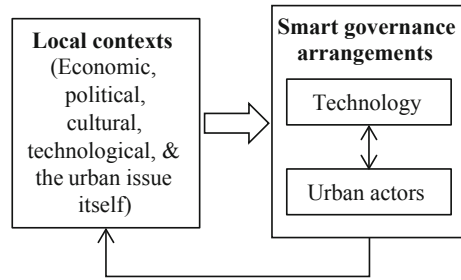 Local contexts
(Economic,
political,
cultural,
technological, &
the urban issue
itself)
Smart governance
arrangements
Technology
Urban actors